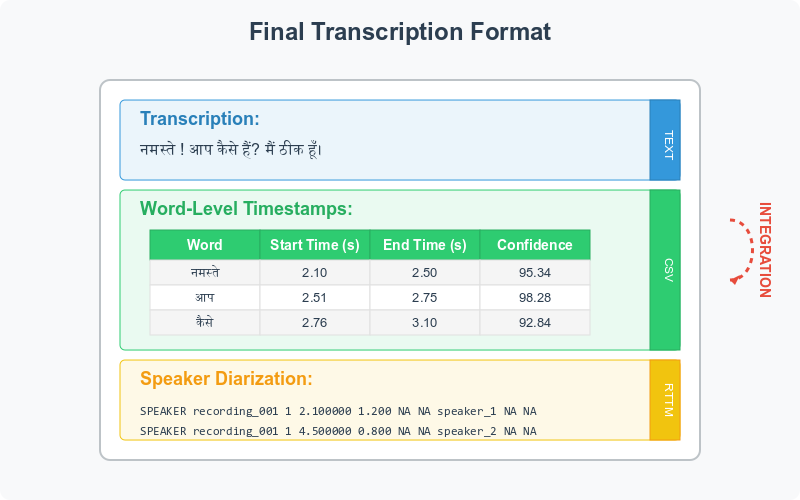 Final Transcription Format
Transcription:
नमस्ते ! आप कैसे हैं? मैं ठीक हूँ।
TEXT
Word-Level Timestamps:
Word Start Time (s) End Time (s) Confidence
नमस्ते 2.10 2.50 95.34
आप 2.51 2.75 98.28
कैसे 2.76 3.10 92.84
CSV
INTEGRATION
Speaker Diarization:
SPEAKER recording_001 1 2.100000 1.200 NA NA speaker_1 NA NA
SPEAKER recording_001 1 4.500000 0.800 NA NA speaker_2 NA NA
RTTM